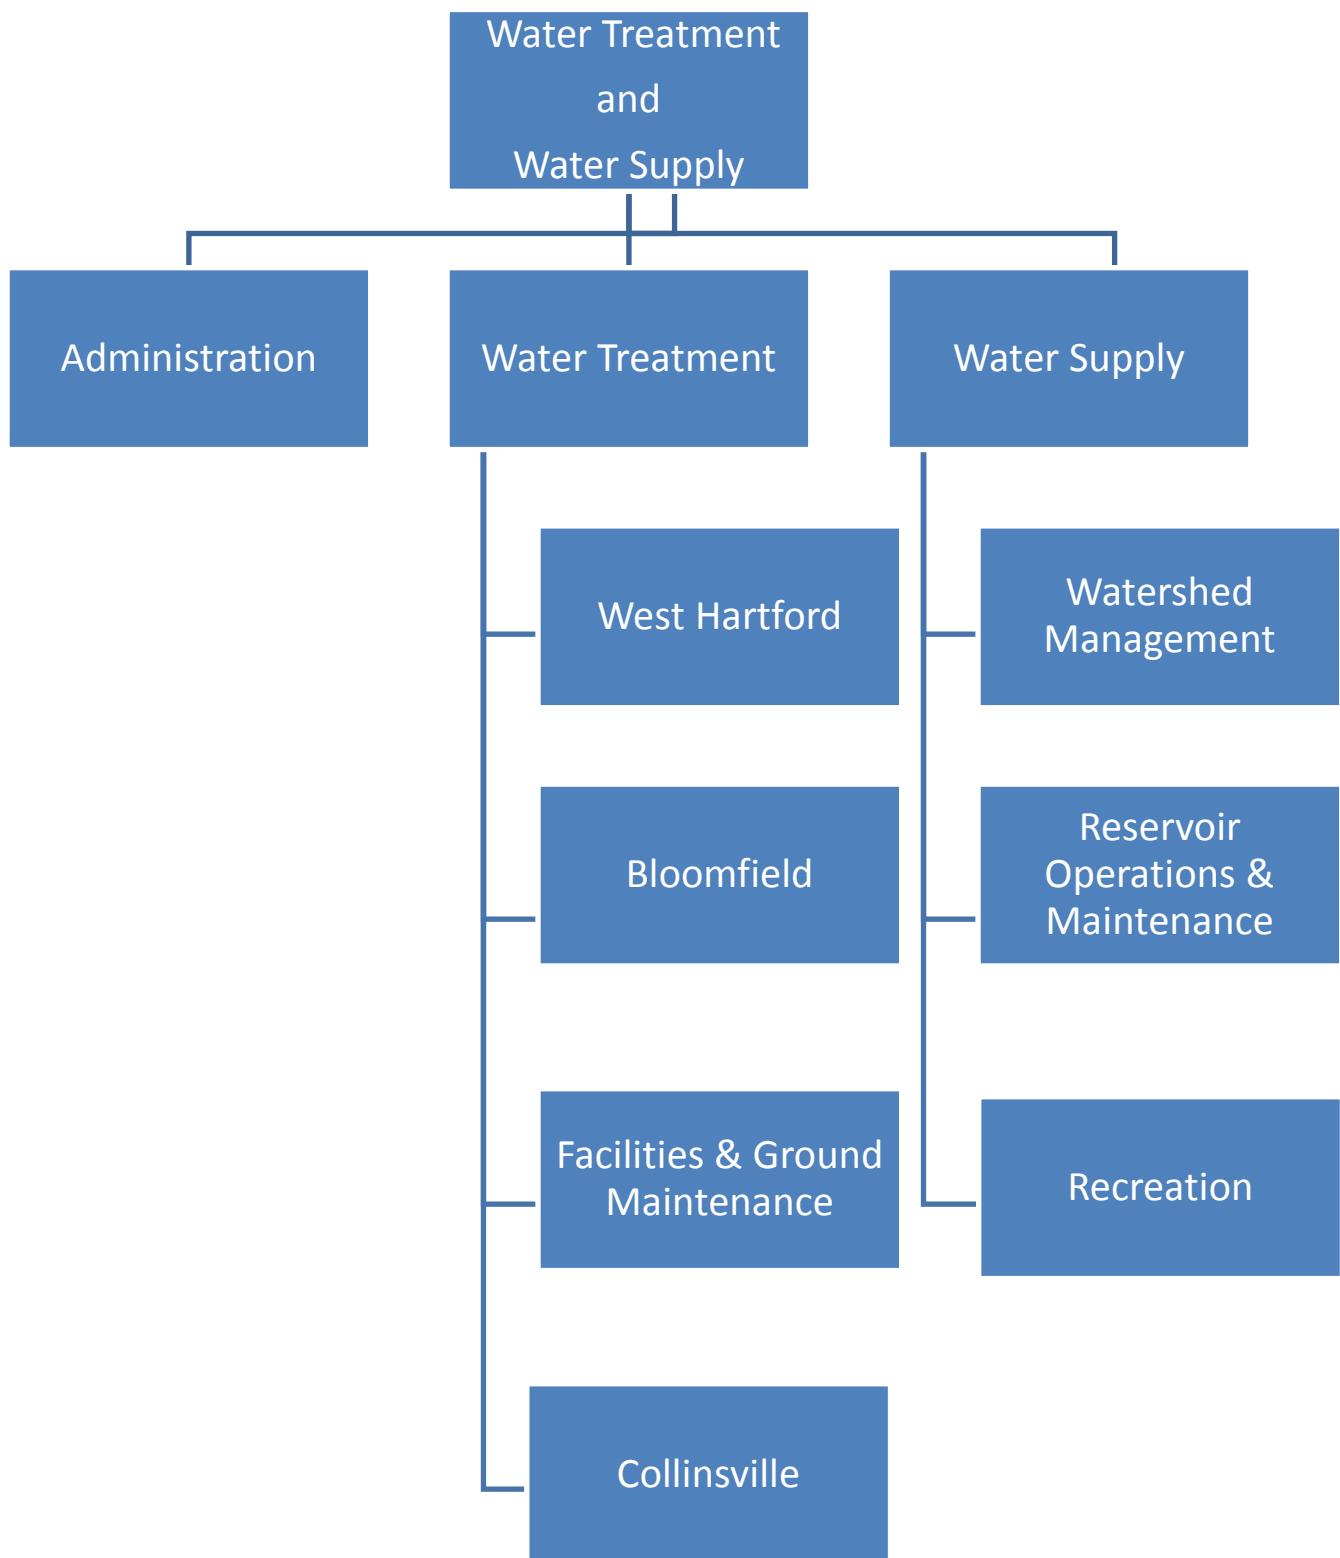 Water Treatment
and
Water Supply
Administration
Water Treatment
Water Supply
West Hartford
Watershed
Management
Bloomfield
Reservoir
Operations &
Maintenance
Facilities & Ground
Maintenance
Recreation
Collinsville